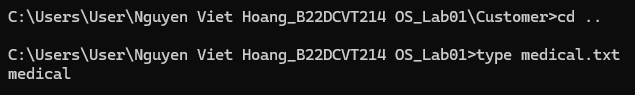 C:\Users\User\Nguyen Viet Hoang_B22DCVT214 OS_Lab01\Customer>cd ..
C:\Users\User\Nguyen Viet Hoang_B22DCVT214 OS_Lab01>type medical.txt
medical